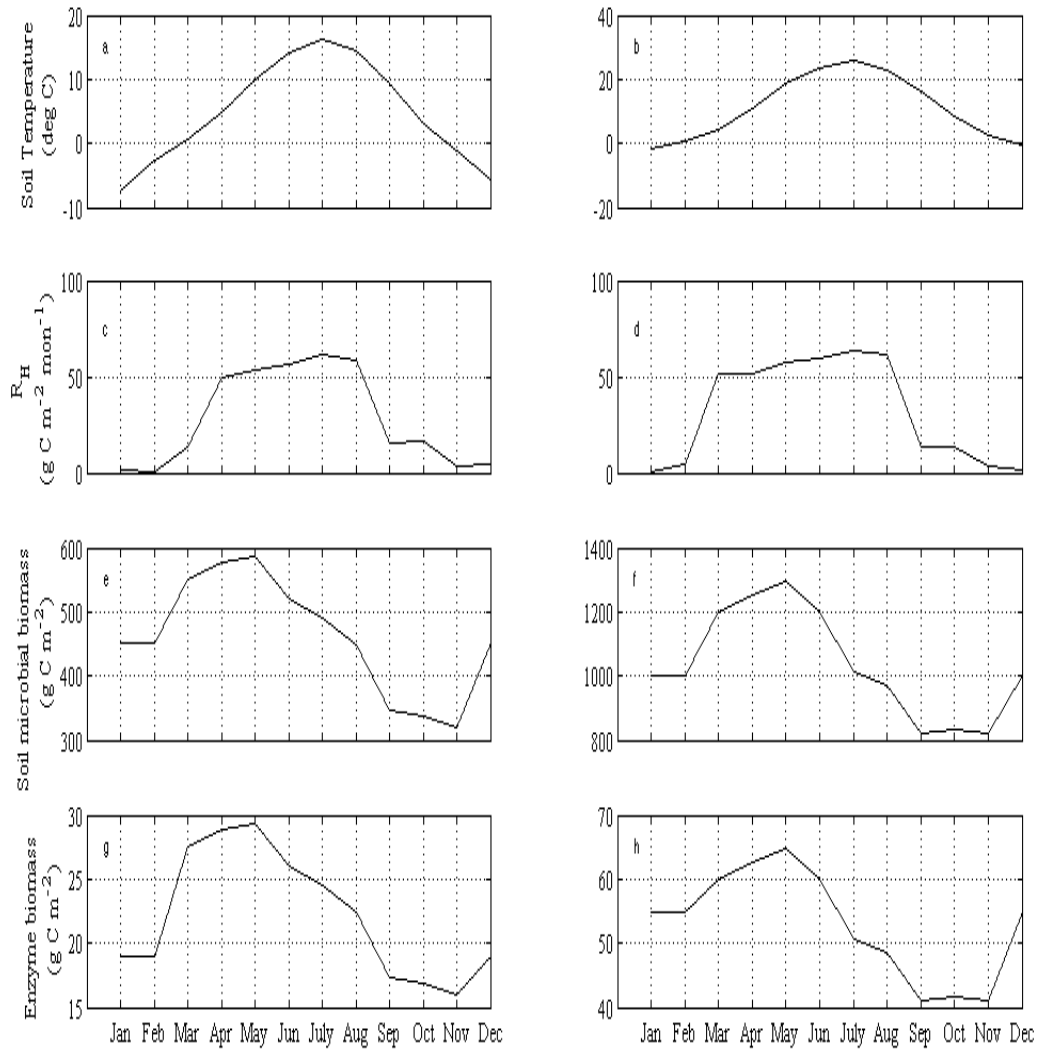 Soil Temperature
(deg C)
20
10
0
-10
a
40
20
0
-20
b
R_H
(g C m⁻² mon⁻¹)
100
50
0
c
100
50
0
d
Soil microbial biomass
(g C m⁻²)
600
500
400
300
e
1400
1200
1000
800
f
Enzyme biomass
(g C m⁻²)
30
25
20
15
g
Jan Feb Mar Apr May Jun July Aug Sep Oct Nov Dec
70
60
50
40
h
Jan Feb Mar Apr May Jun July Aug Sep Oct Nov Dec